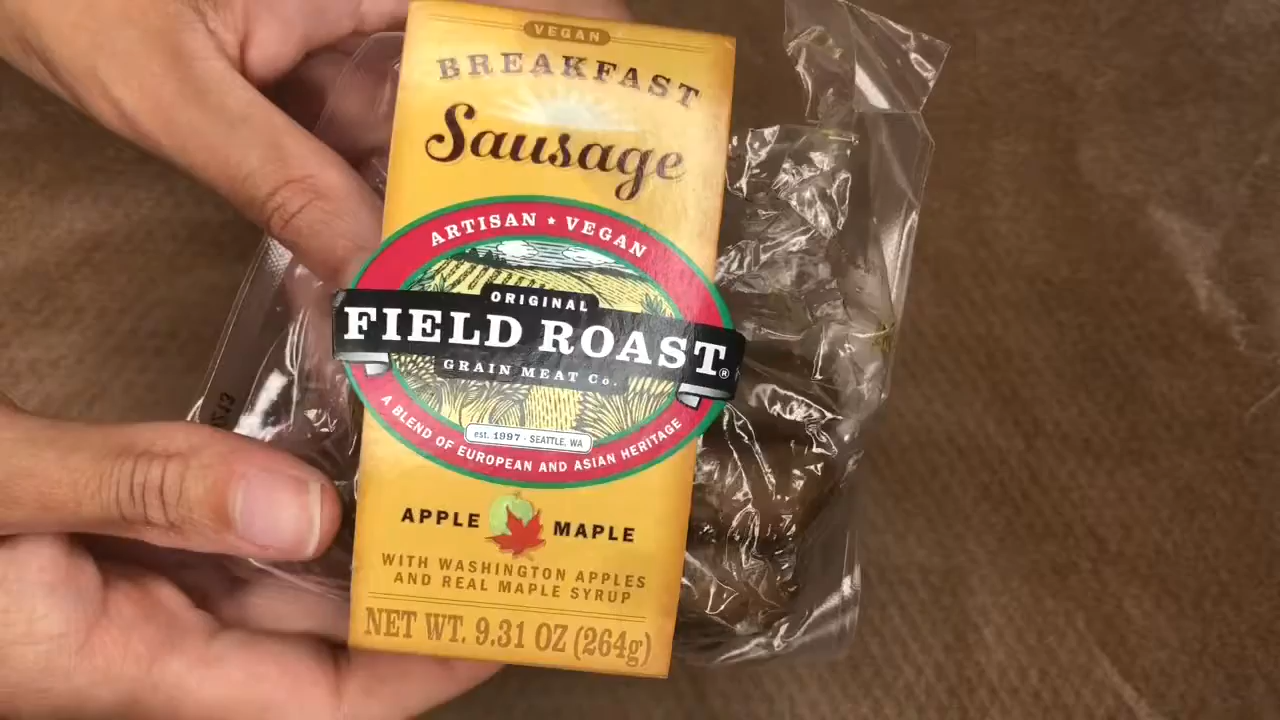 VEGAN
BREAKFAST
Sausage
ARTISAN ★ VEGAN
ORIGINAL
FIELD ROAST®
GRAIN MEAT Co.
est. 1997 · SEATTLE, WA
A BLEND OF EUROPEAN AND ASIAN HERITAGE
APPLE MAPLE
WITH WASHINGTON APPLES
AND REAL MAPLE SYRUP
NET WT. 9.31 OZ (264g)